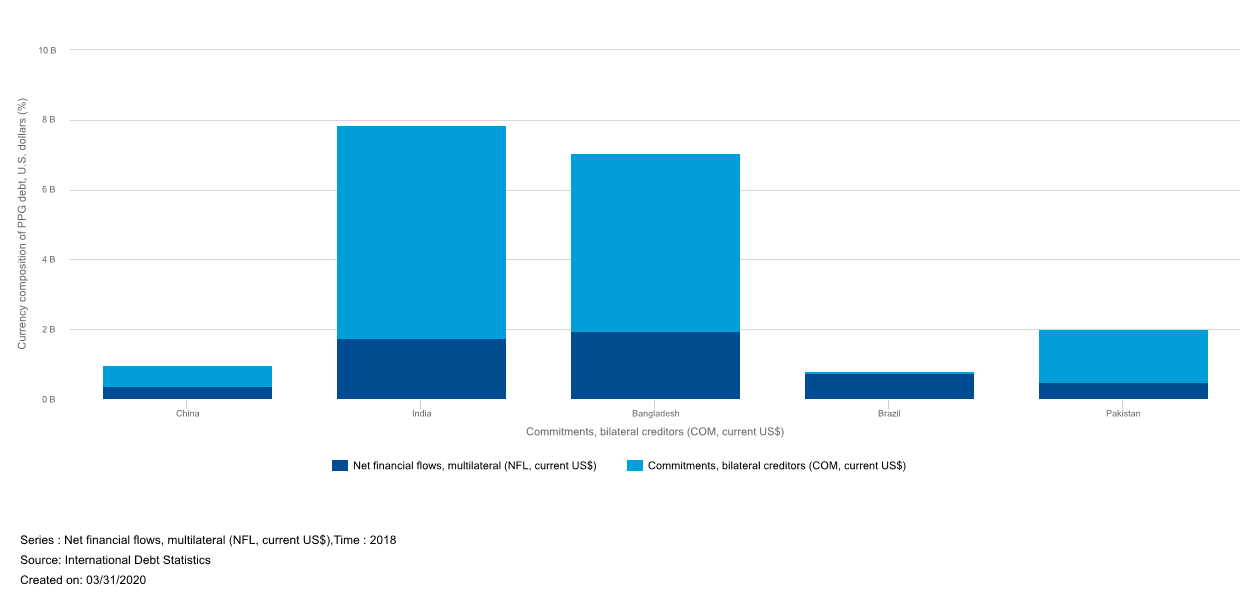 10 B
8 B
6 B
4 B
2 B
0 B
Currency composition of PPG debt, U.S. dollars (%)
China
India
Bangladesh
Brazil
Pakistan
Commitments, bilateral creditors (COM, current US$)
Net financial flows, multilateral (NFL, current US$)
Commitments, bilateral creditors (COM, current US$)
Series : Net financial flows, multilateral (NFL, current US$),Time : 2018
Source: International Debt Statistics
Created on: 03/31/2020